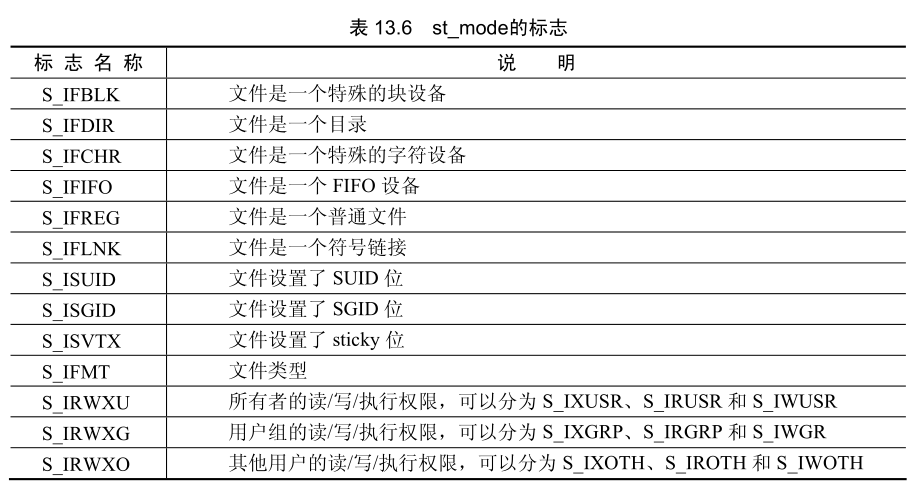 表 13.6 st_mode的标志
标 志 名 称 说 明
S_IFBLK 文件是一个特殊的块设备
S_IFDIR 文件是一个目录
S_IFCHR 文件是一个特殊的字符设备
S_IFIFO 文件是一个 FIFO 设备
S_IFREG 文件是一个普通文件
S_IFLNK 文件是一个符号链接
S_ISUID 文件设置了 SUID 位
S_ISGID 文件设置了 SGID 位
S_ISVTX 文件设置了 sticky 位
S_IFMT 文件类型
S_IRWXU 所有者的读/写/执行权限，可以分为 S_IXUSR、S_IRUSR 和 S_IWUSR
S_IRWXG 用户组的读/写/执行权限，可以分为 S_IXGRP、S_IRGRP 和 S_IWGR
S_IRWXO 其他用户的读/写/执行权限，可以分为 S_IXOTH、S_IROTH 和 S_IWOTH